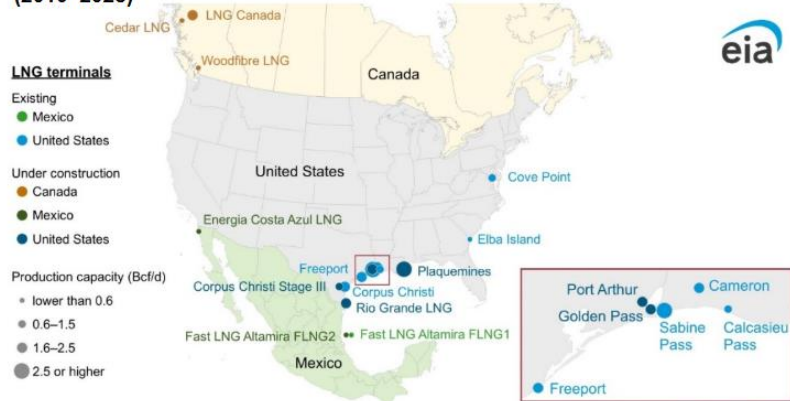 LNG Canada
Cedar LNG
Woodfibre LNG
eia
LNG terminals
Existing
Mexico
United States
Under construction
Canada
Mexico
United States
Production capacity (Bcf/d)
lower than 0.6
0.6–1.5
1.6–2.5
2.5 or higher
Canada
United States
Cove Point
Energia Costa Azul LNG
Elba Island
Freeport
Plaquemines
Corpus Christi Stage III
Corpus Christi
Rio Grande LNG
Fast LNG Altamira FLNG2
Fast LNG Altamira FLNG1
Mexico
Port Arthur
Cameron
Golden Pass
Sabine
Pass
Calcasieu
Pass
Freeport